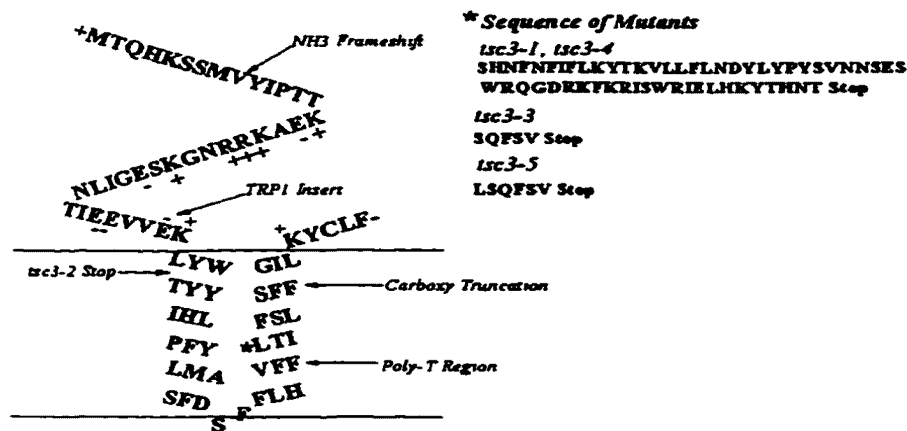 +MTQHKSSMVYIPTT
NH3 Frameshift
NLIGESKGNRRKAEK
- + +++ - +
TRP1 Insert
TIEEVVEK
-- - +
+KYCLF-
LYW GIL
tsc3-2 Stop
TYY SFF
Carboxy Truncation
IHL FSL
PFY *LTI
LMA VFF
Poly-T Region
SFD FLH
S F
*Sequence of Mutants
tsc3-1, tsc3-4
SHNFNFIFLKYTKVLLFLNDYLYPYSVNNSES
WRQGDRKFKRISWRIELHKYTHNT Stop
tsc3-3
SQFSV Stop
tsc3-5
LSQFSV Stop